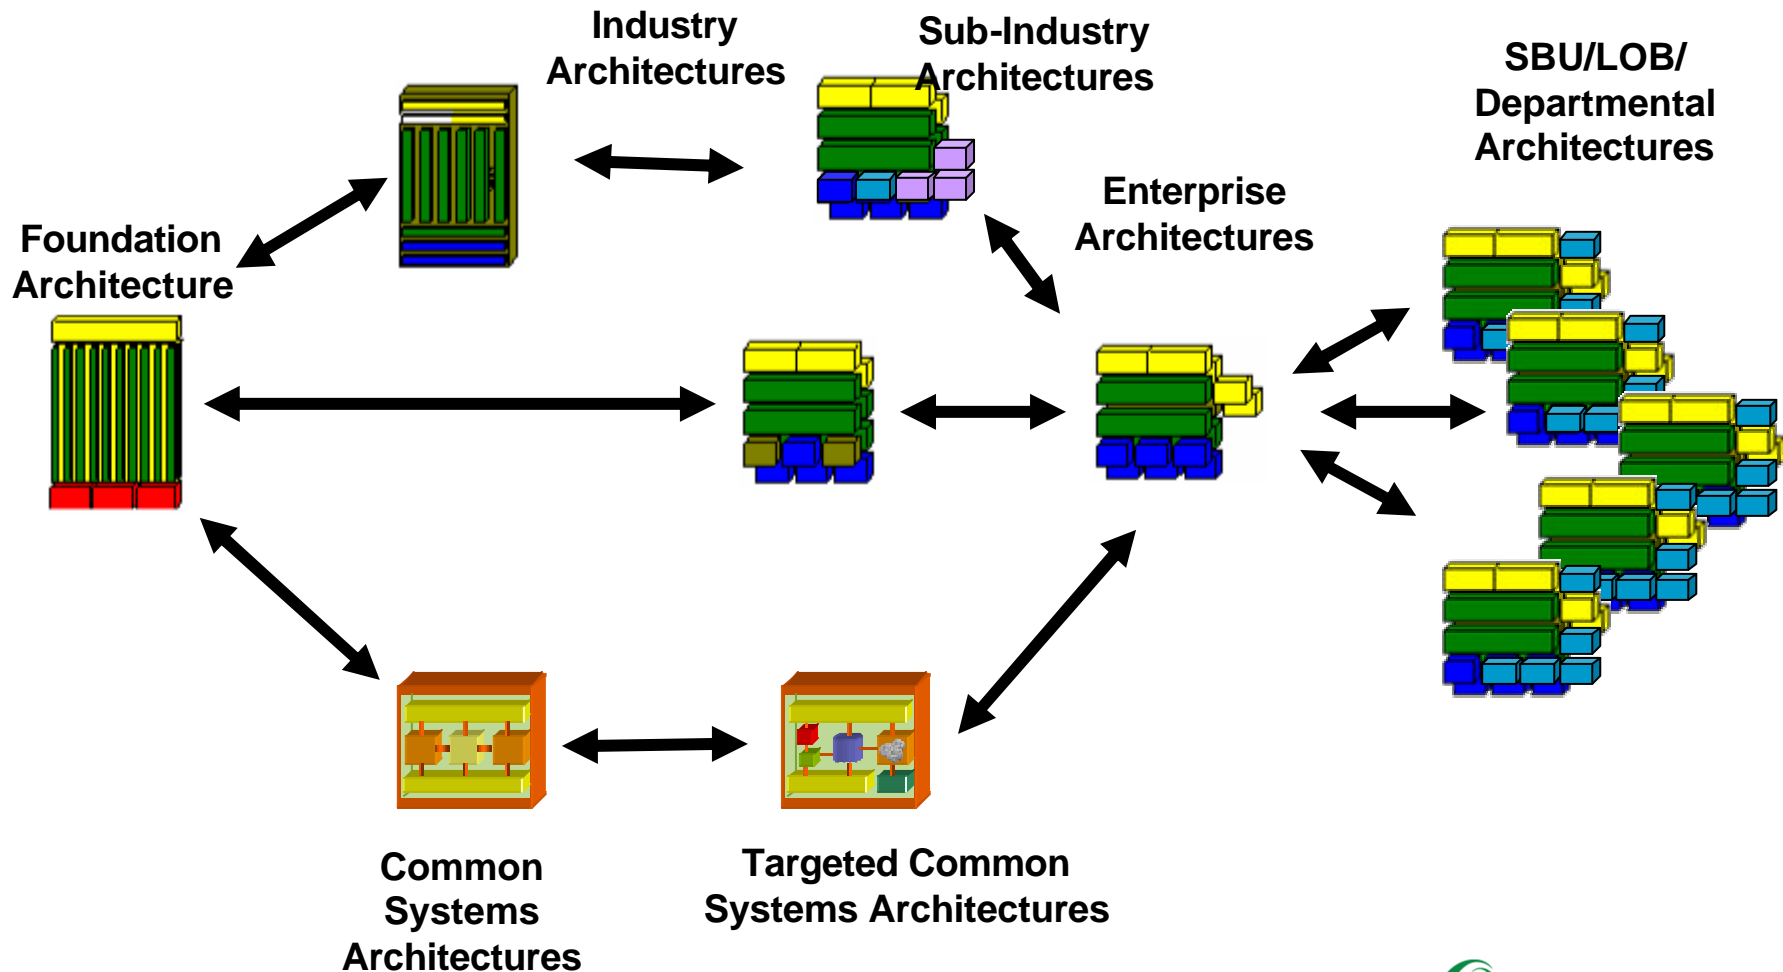 Industry
Architectures
Sub-Industry
Architectures
SBU/LOB/
Departmental
Architectures
Enterprise
Architectures
Foundation
Architecture
Common
Systems
Architectures
Targeted Common
Systems Architectures